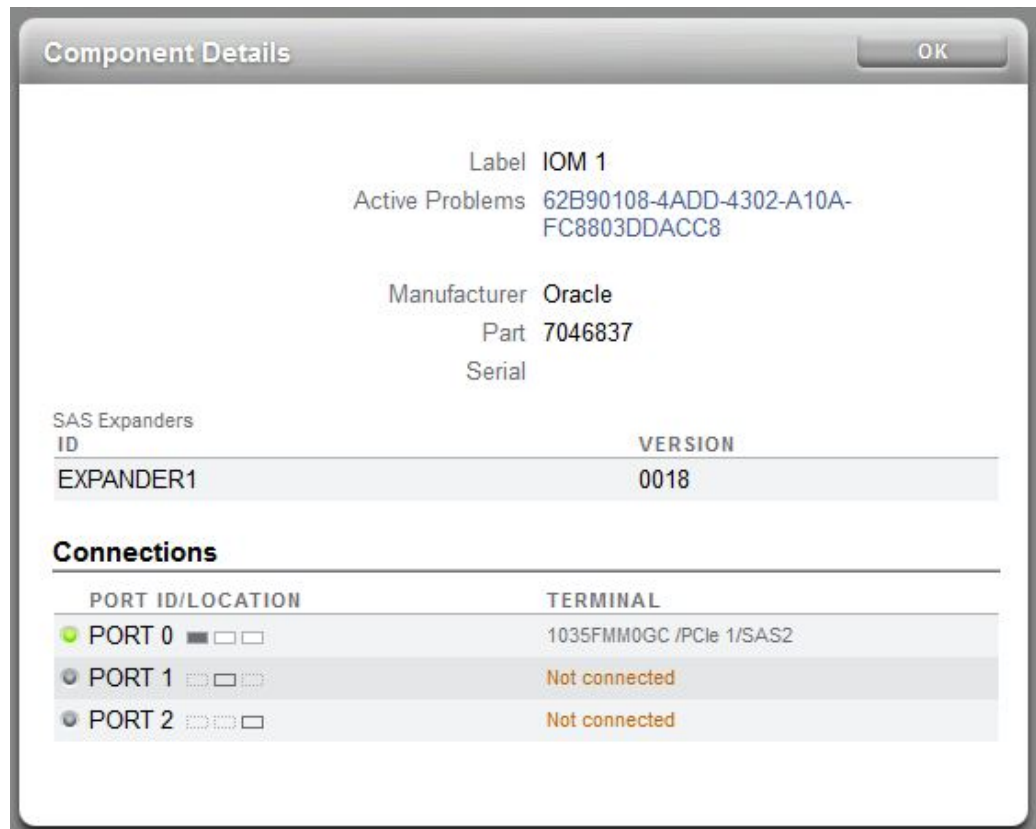 Component Details
OK
Label IOM 1
Active Problems 62B90108-4ADD-4302-A10A-
FC8803DDACC8
Manufacturer Oracle
Part 7046837
Serial
SAS Expanders
ID VERSION
EXPANDER1 0018
Connections
PORT ID/LOCATION TERMINAL
PORT 0 1035FMM0GC /PCIe 1/SAS2
PORT 1 Not connected
PORT 2 Not connected